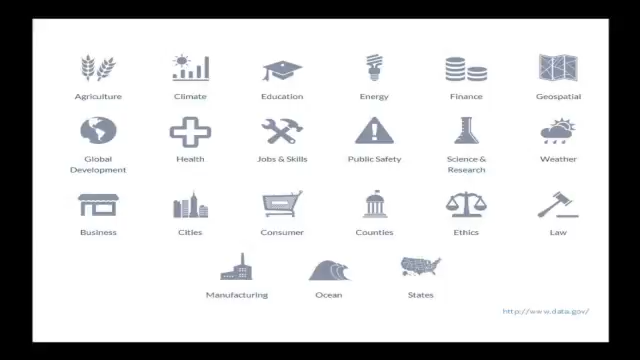 Agriculture
Climate
Education
Energy
Finance
Geospatial
Global
Development
Health
Jobs & Skills
Public Safety
Science &
Research
Weather
Business
Cities
Consumer
Counties
Ethics
Law
Manufacturing
Ocean
States
http://www.data.gov/